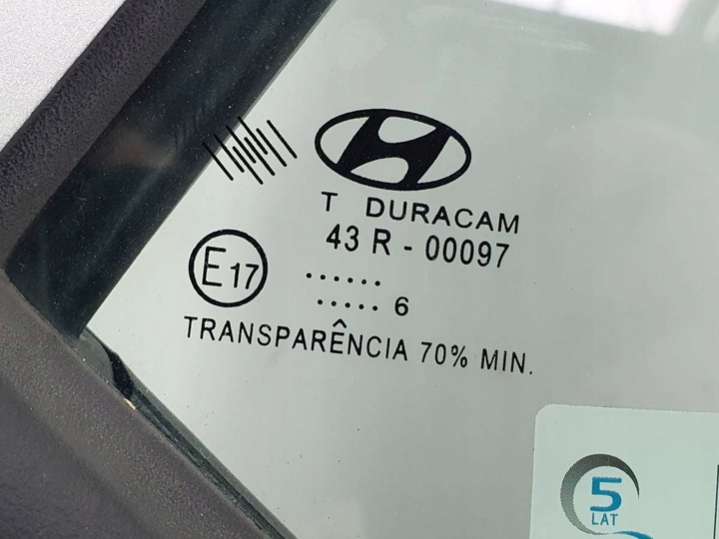 T DURACAM
43 R - 00097
E17
......
..... 6
TRANSPARÊNCIA 70% MIN.
5
LAT